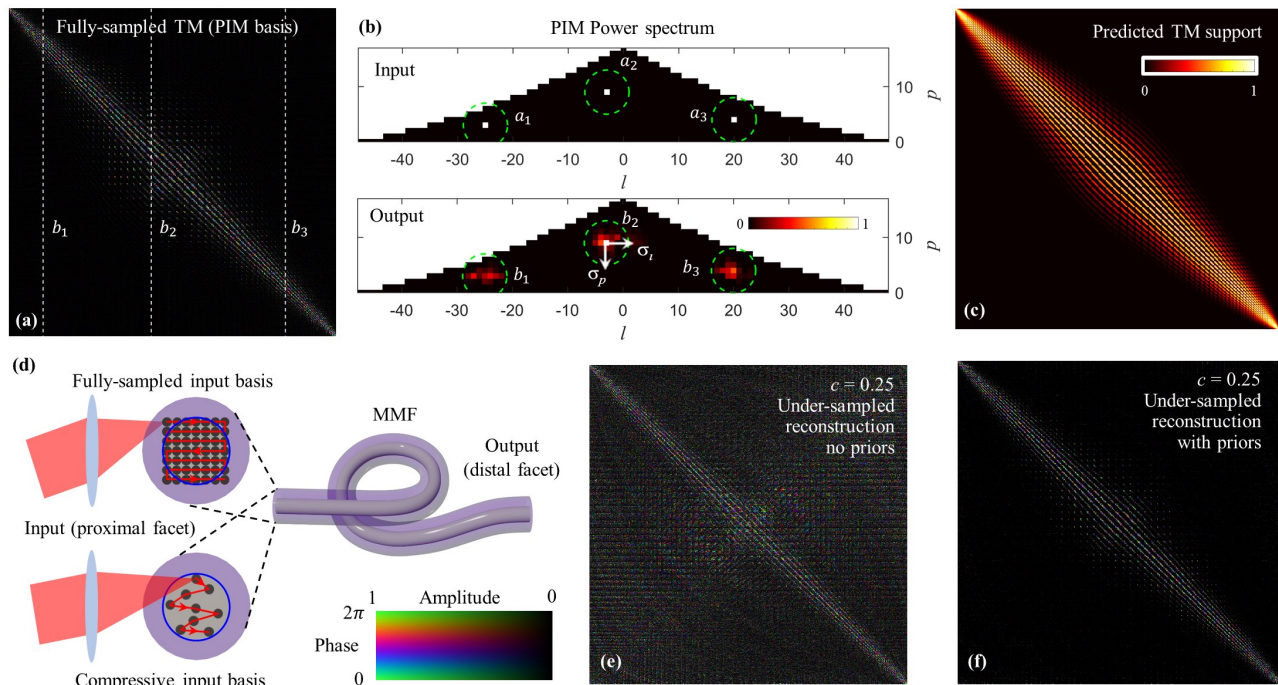 Fully-sampled TM (PIM basis)
b₁
b₂
b₃
(a)
(b)
PIM Power spectrum
Input
a₁
a₂
a₃
10
0
p
-40 -30 -20 -10 0 10 20 30 40
l
Output
b₁
b₂
b₃
σₗ
σₚ
0 1
10
0
p
-40 -30 -20 -10 0 10 20 30 40
l
Predicted TM support
0 1
(c)
(d)
Fully-sampled input basis
Input (proximal facet)
Compressive input basis
MMF
Output
(distal facet)
1 Amplitude 0
2π
Phase
0
c = 0.25
Under-sampled
reconstruction
no priors
(e)
c = 0.25
Under-sampled
reconstruction
with priors
(f)